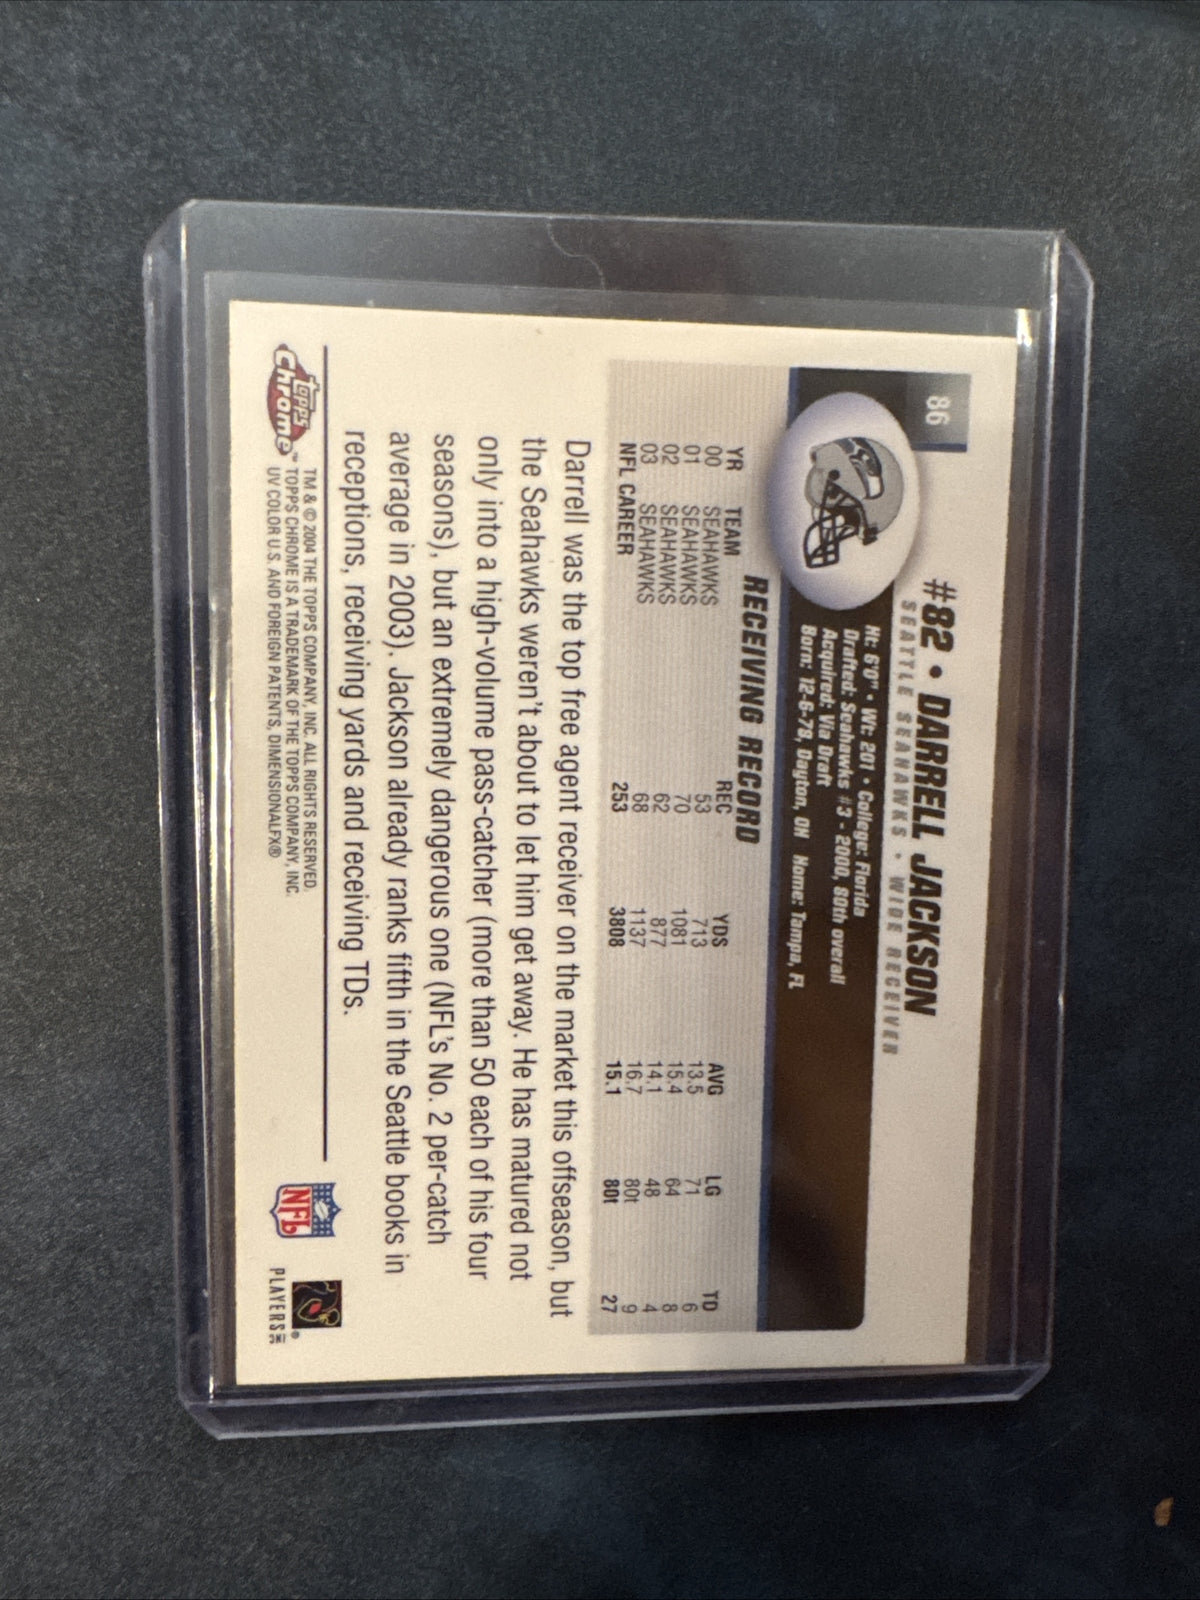 86
#82 • DARRELL JACKSON
SEATTLE SEAHAWKS • WIDE RECEIVER
Ht: 6'0" • Wt: 201 • College: Florida
Drafted: Seahawks #3 - 2000, 80th overall
Acquired: Via Draft
Born: 12-6-78, Dayton, OH Home: Tampa, FL
RECEIVING RECORD
YR TEAM REC YDS AVG LG TD
00 SEAHAWKS 53 713 13.5 71 6
01 SEAHAWKS 70 1081 15.4 64 8
02 SEAHAWKS 62 877 14.1 48 4
03 SEAHAWKS 68 1137 16.7 80t 9
NFL CAREER 253 3808 15.1 80t 27
Darrell was the top free agent receiver on the market this offseason, but
the Seahawks weren't about to let him get away. He has matured not
only into a high-volume pass-catcher (more than 50 each of his four
seasons), but an extremely dangerous one (NFL's No. 2 per-catch
average in 2003). Jackson already ranks fifth in the Seattle books in
receptions, receiving yards and receiving TDs.
topps
Chrome™
TM & © 2004 THE TOPPS COMPANY, INC. ALL RIGHTS RESERVED.
TOPPS CHROME IS A TRADEMARK OF THE TOPPS COMPANY, INC.
UV COLOR U.S. AND FOREIGN PATENTS, DIMENSIONALFX®
NFL
PLAYERS INC
®